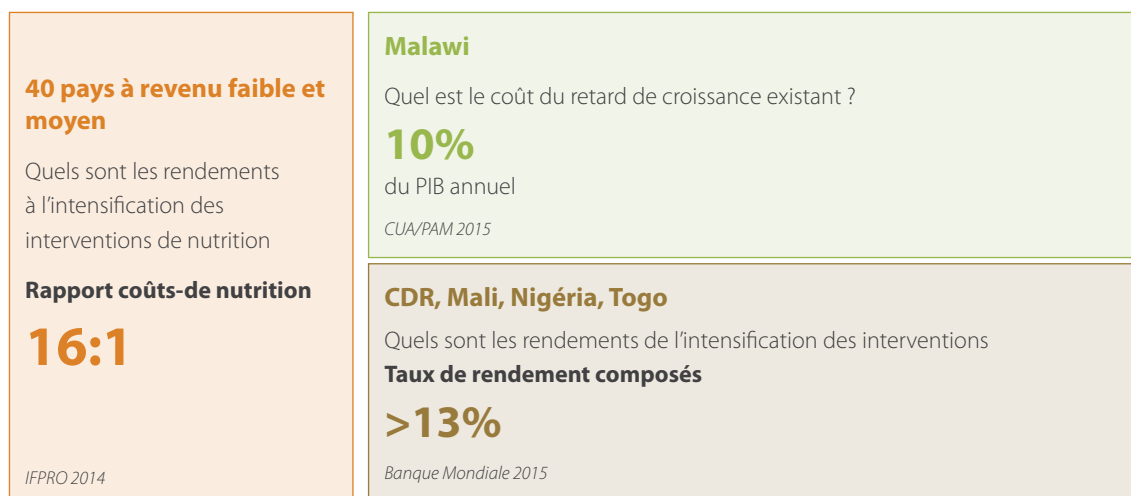 40 pays à revenu faible et
moyen
Quels sont les rendements
à l’intensification des
interventions de nutrition
Rapport coûts-de nutrition
16:1
IFPRO 2014
Malawi
Quel est le coût du retard de croissance existant ?
10%
du PIB annuel
CUA/PAM 2015
CDR, Mali, Nigéria, Togo
Quels sont les rendements de l’intensification des interventions
Taux de rendement composés
>13%
Banque Mondiale 2015